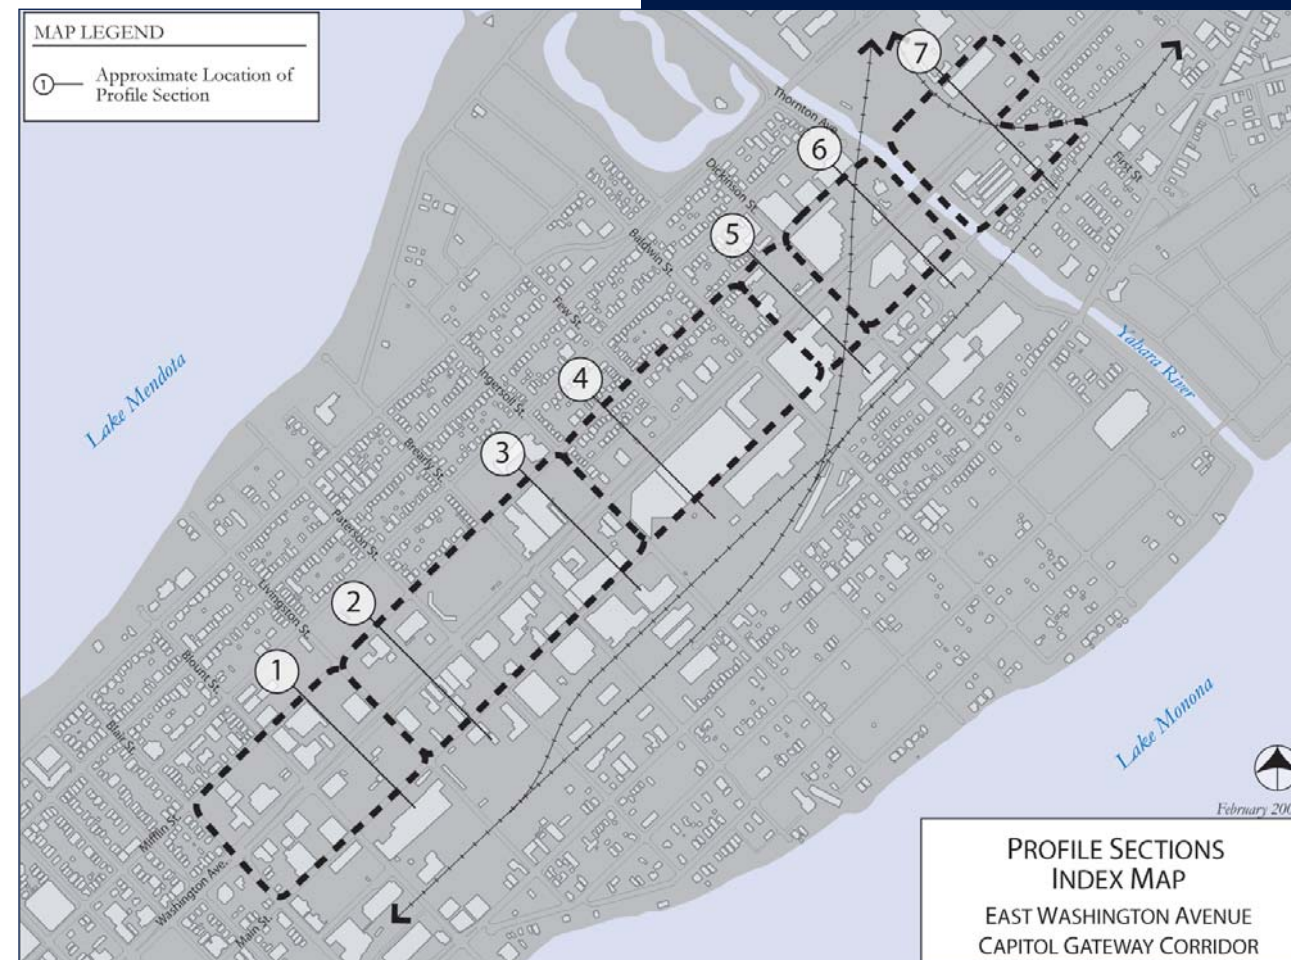 MAP LEGEND
1
Approximate Location of
Profile Section
7
Thornton Ave.
6
First St
Dickinson St.
5
Baldwin St.
Few St.
Yahara River
Lake Mendota
4
Ingersoll St.
3
Brearly St.
Paterson St.
2
Livingston St.
1
Blount St.
Lake Monona
Blair St.
Mifflin St.
Washington Ave.
Main St.
February 200
PROFILE SECTIONS
INDEX MAP
EAST WASHINGTON AVENUE
CAPITOL GATEWAY CORRIDOR